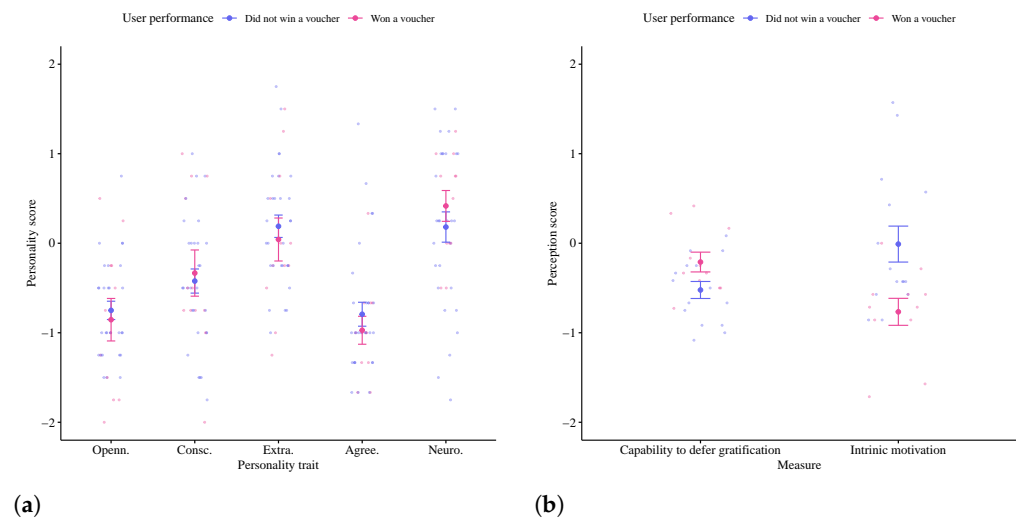 User performance Did not win a voucher Won a voucher
2
1
0
−1
−2
Personality score
Openn. Consc. Extra. Agree. Neuro.
Personality trait
(a)
User performance Did not win a voucher Won a voucher
2
1
0
−1
−2
Perception score
Capability to defer gratification Intrinic motivation
Measure
(b)